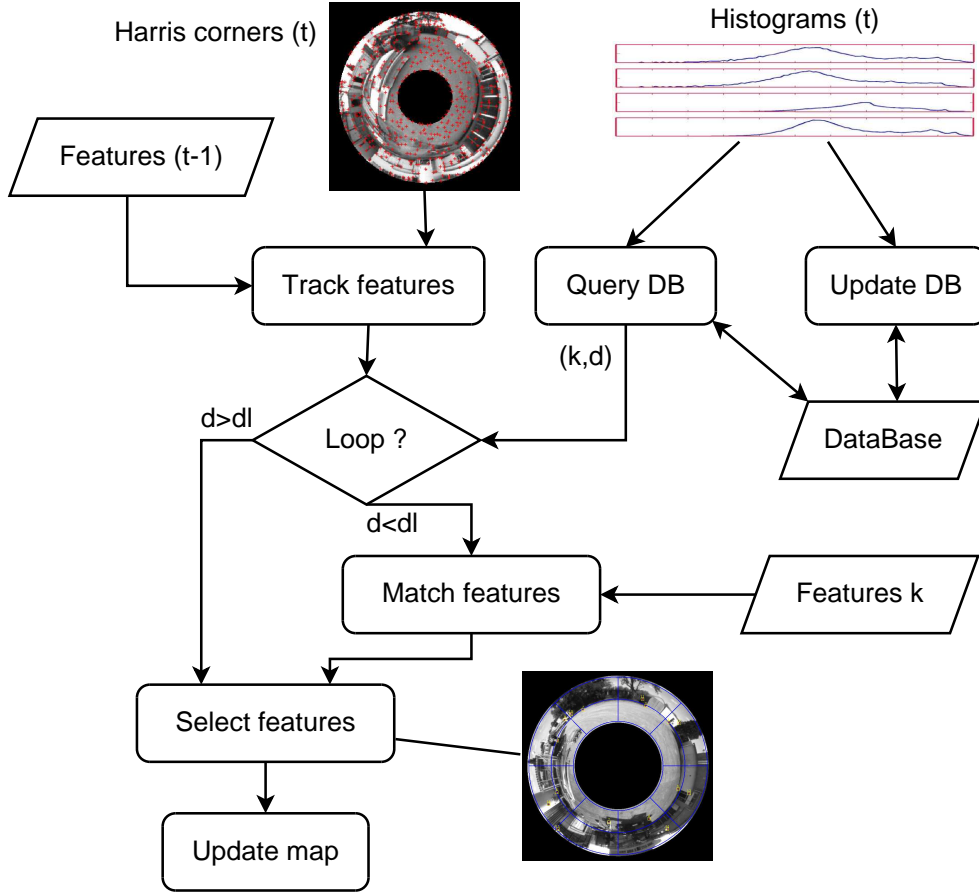 Harris corners (t)
Histograms (t)
Features (t-1)
Track features
Query DB
Update DB
(k,d)
d>dl
Loop ?
DataBase
d<dl
Match features
Features k
Select features
Update map